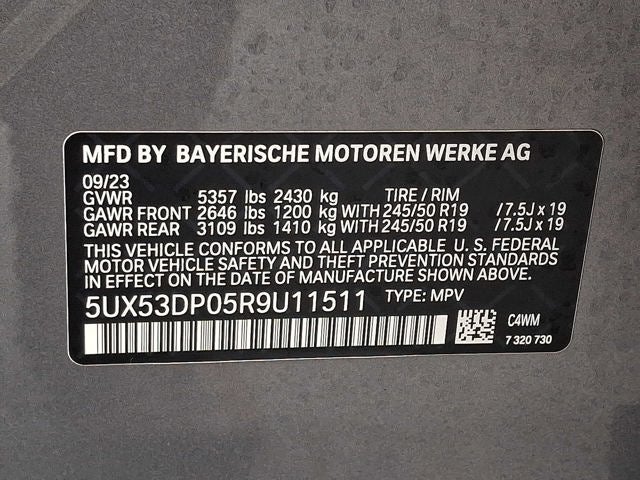 MFD BY BAYERISCHE MOTOREN WERKE AG
09/23
GVWR 5357 lbs 2430 kg TIRE / RIM
GAWR FRONT 2646 lbs 1200 kg WITH 245/50 R19 / 7.5J x 19
GAWR REAR 3109 lbs 1410 kg WITH 245/50 R19 / 7.5J x 19
THIS VEHICLE CONFORMS TO ALL APPLICABLE U. S. FEDERAL
MOTOR VEHICLE SAFETY AND THEFT PREVENTION STANDARDS
IN EFFECT ON THE DATE OF MANUFACTURE SHOWN ABOVE.
5UX53DP05R9U11511 TYPE: MPV
C4WM
7 320 730